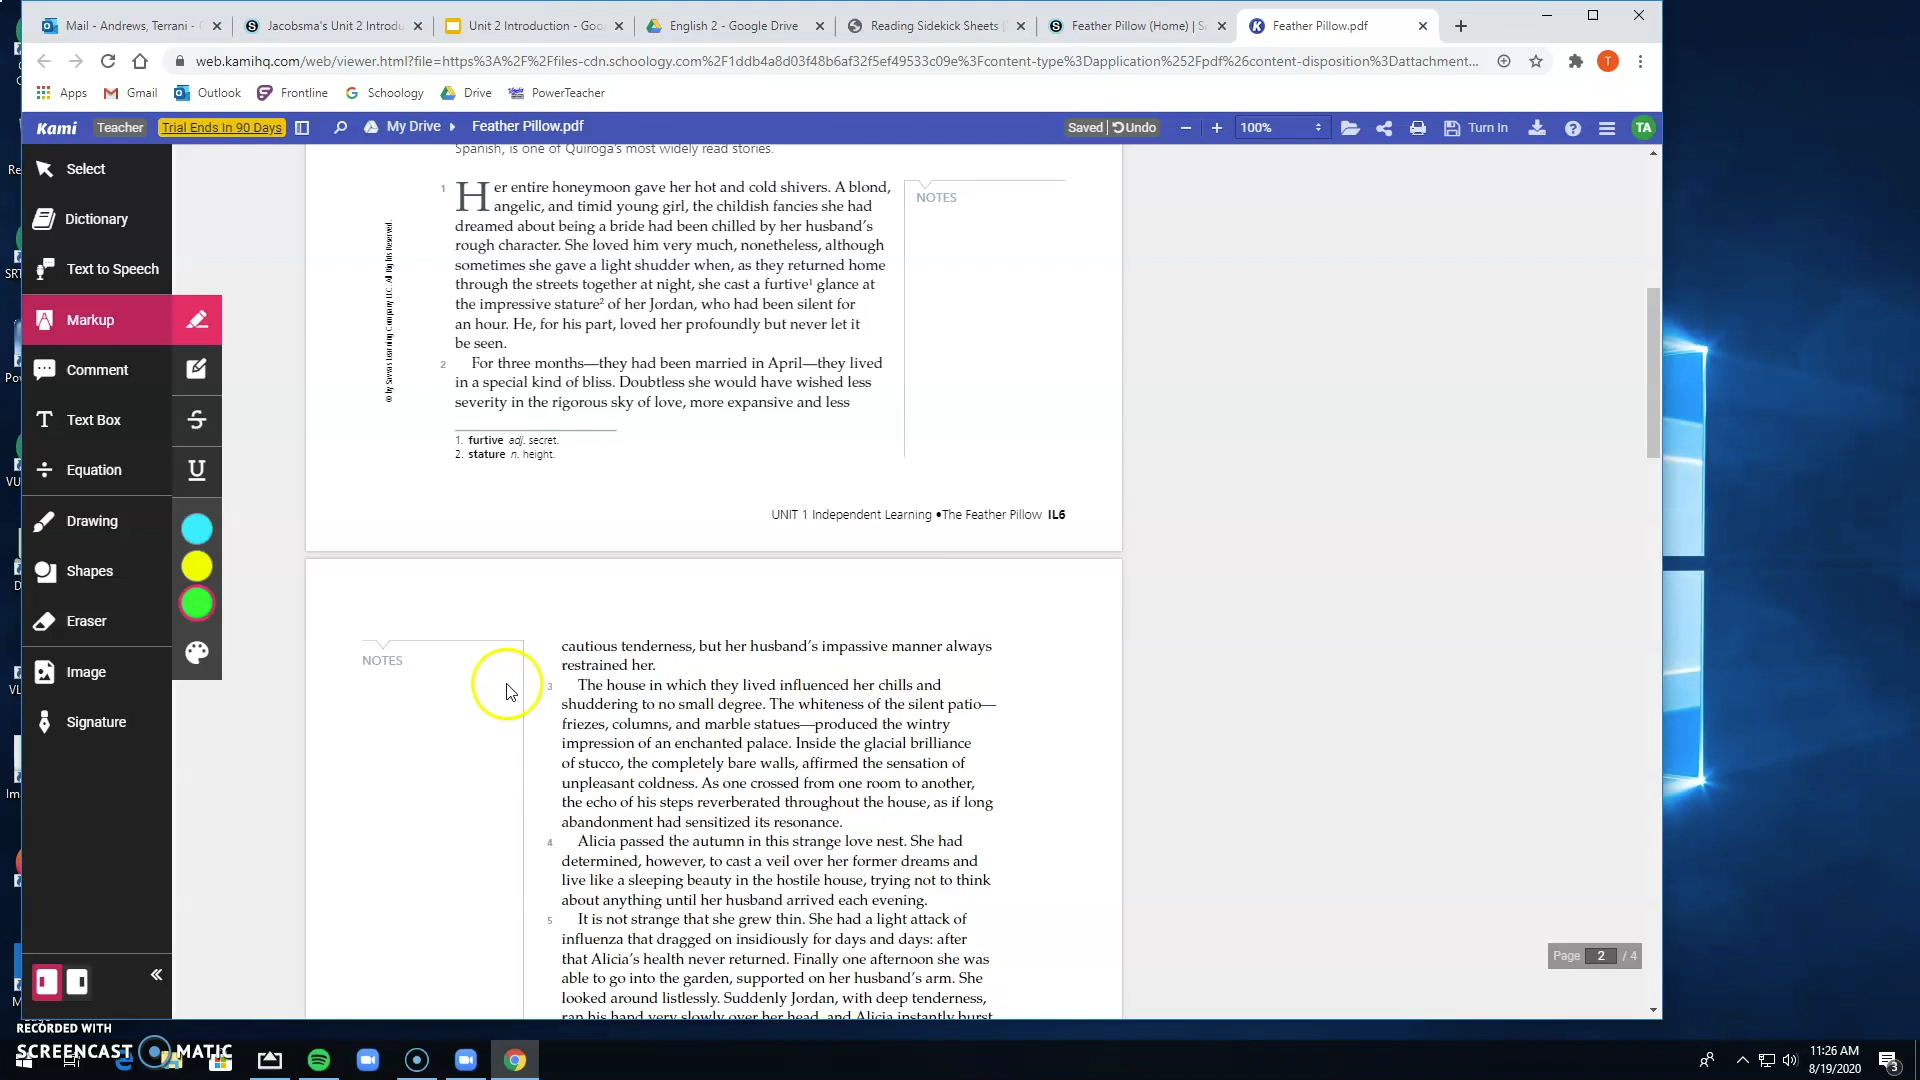 Mail - Andrews, Terrani -
Jacobsma's Unit 2 Introdu
Unit 2 Introduction - Goo
English 2 - Google Drive
Reading Sidekick Sheets
Feather Pillow (Home) | S
Feather Pillow.pdf
web.kamihq.com/web/viewer.html?file=https%3A%2F%2Ffiles-cdn.schoology.com%2F1ddb4a8d03f48b6af32f5ef49533c09e%3Fcontent-type%3Dapplication%252Fpdf%26content-disposition%3Dattachment...
T
Apps Gmail Outlook Frontline Schoology Drive PowerTeacher
Kami Teacher Trial Ends In 90 Days My Drive Feather Pillow.pdf Saved Undo 100% Turn In TA
Select
Dictionary
Text to Speech
Markup
Comment
Text Box
Equation
Drawing
Shapes
Eraser
Image
Signature
Spanish, is one of Quiroga's most widely read stories.
1 Her entire honeymoon gave her hot and cold shivers. A blond,
angelic, and timid young girl, the childish fancies she had
dreamed about being a bride had been chilled by her husband's
rough character. She loved him very much, nonetheless, although
sometimes she gave a light shudder when, as they returned home
through the streets together at night, she cast a furtive¹ glance at
the impressive stature² of her Jordan, who had been silent for
an hour. He, for his part, loved her profoundly but never let it
be seen.
2 For three months—they had been married in April—they lived
in a special kind of bliss. Doubtless she would have wished less
severity in the rigorous sky of love, more expansive and less
NOTES
© by Savvas Learning Company LLC. All Rights Reserved.
1. furtive adj. secret.
2. stature n. height.
UNIT 1 Independent Learning •The Feather Pillow IL6
NOTES
cautious tenderness, but her husband's impassive manner always
restrained her.
3 The house in which they lived influenced her chills and
shuddering to no small degree. The whiteness of the silent patio—
friezes, columns, and marble statues—produced the wintry
impression of an enchanted palace. Inside the glacial brilliance
of stucco, the completely bare walls, affirmed the sensation of
unpleasant coldness. As one crossed from one room to another,
the echo of his steps reverberated throughout the house, as if long
abandonment had sensitized its resonance.
4 Alicia passed the autumn in this strange love nest. She had
determined, however, to cast a veil over her former dreams and
live like a sleeping beauty in the hostile house, trying not to think
about anything until her husband arrived each evening.
5 It is not strange that she grew thin. She had a light attack of
influenza that dragged on insidiously for days and days: after
that Alicia's health never returned. Finally one afternoon she was
able to go into the garden, supported on her husband's arm. She
looked around listlessly. Suddenly Jordan, with deep tenderness,
ran his hand very slowly over her head, and Alicia instantly burst
Page 2 / 4
RECORDED WITH
SCREENCAST MATIC
11:26 AM
8/19/2020
3